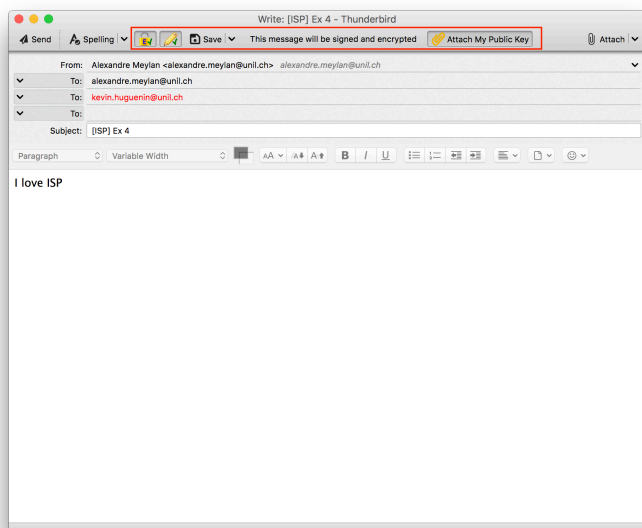 Write: [ISP] Ex 4 - Thunderbird
Send Spelling Save This message will be signed and encrypted Attach My Public Key Attach
From: Alexandre Meylan <alexandre.meylan@unil.ch> alexandre.meylan@unil.ch
To: alexandre.meylan@unil.ch
To: kevin.huguenin@unil.ch
To:
Subject: [ISP] Ex 4
Paragraph Variable Width AA A A B I U
I love ISP